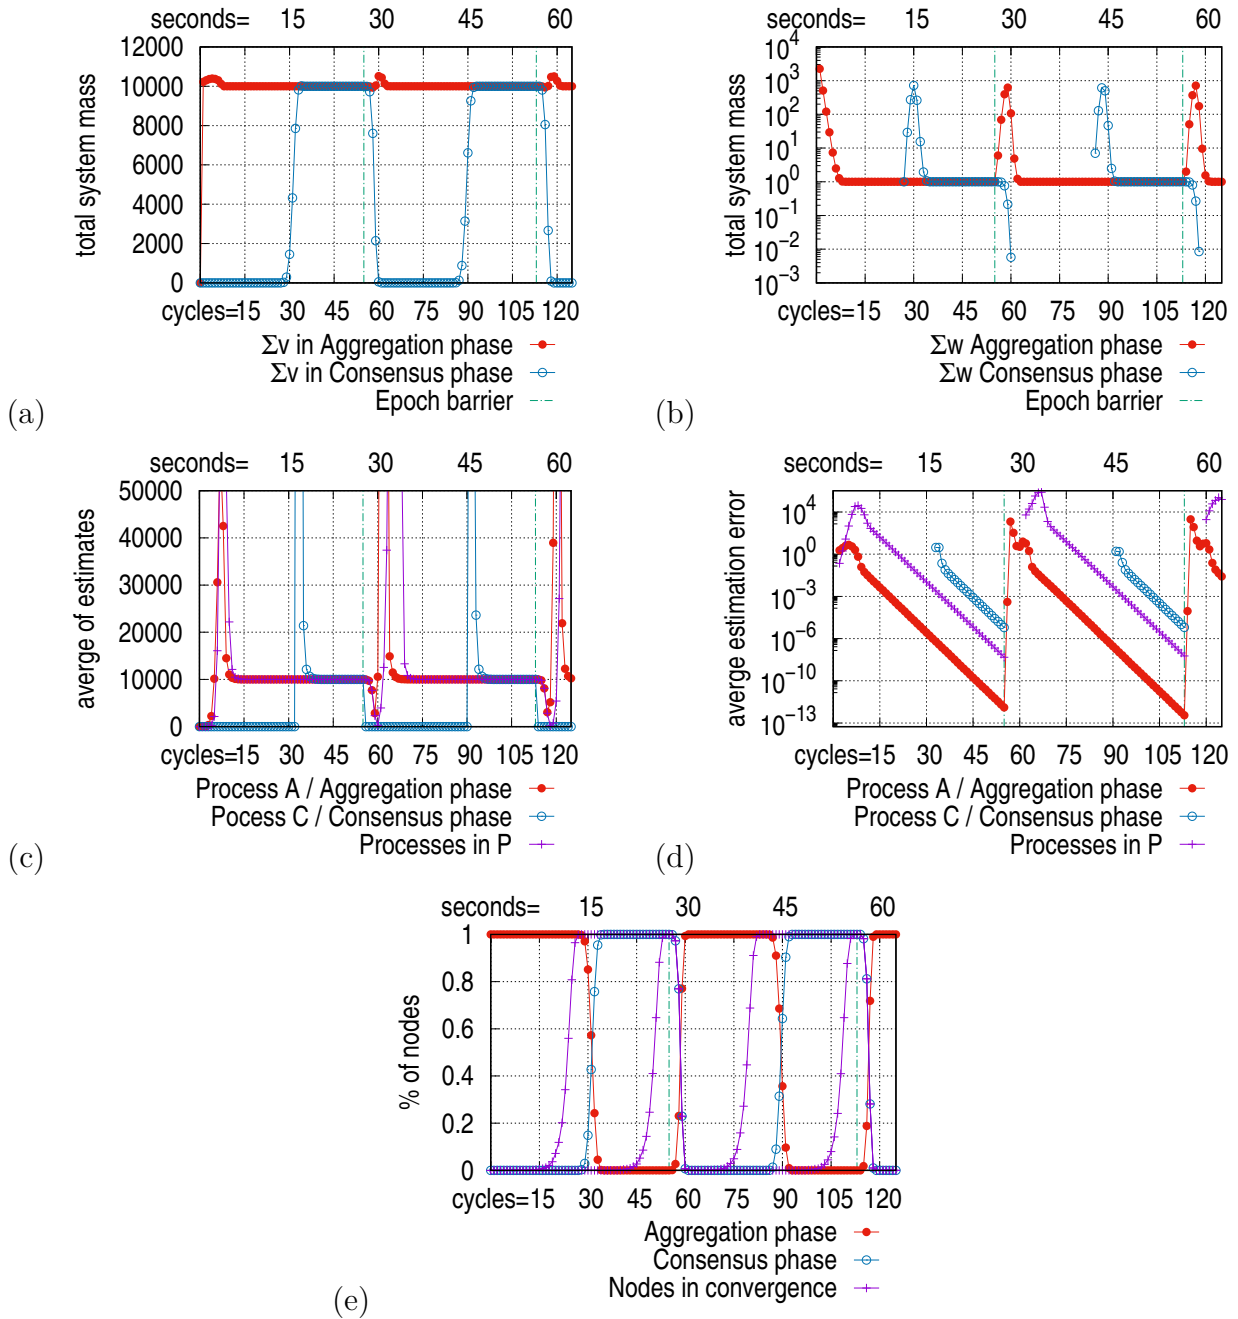 seconds= 15 30 45 60
12000
10000
8000
6000
4000
2000
0
total system mass
cycles=15 30 45 60 75 90 105 120
Σv in Aggregation phase
Σv in Consensus phase
Epoch barrier
(a)
seconds= 15 30 45 60
10^4
10^3
10^2
10^1
10^0
10^-1
10^-2
10^-3
total system mass
cycles=15 30 45 60 75 90 105 120
Σw Aggregation phase
Σw Consensus phase
Epoch barrier
(b)
seconds= 15 30 45 60
50000
40000
30000
20000
10000
0
averge of estimates
cycles=15 30 45 60 75 90 105 120
Process A / Aggregation phase
Pocess C / Consensus phase
Processes in P
(c)
seconds= 15 30 45 60
10^4
10^0
10^-3
10^-6
10^-10
10^-13
averge estimation error
cycles=15 30 45 60 75 90 105 120
Process A / Aggregation phase
Process C / Consensus phase
Processes in P
(d)
seconds= 15 30 45 60
1
0.8
0.6
0.4
0.2
0
% of nodes
cycles=15 30 45 60 75 90 105 120
Aggregation phase
Consensus phase
Nodes in convergence
(e)